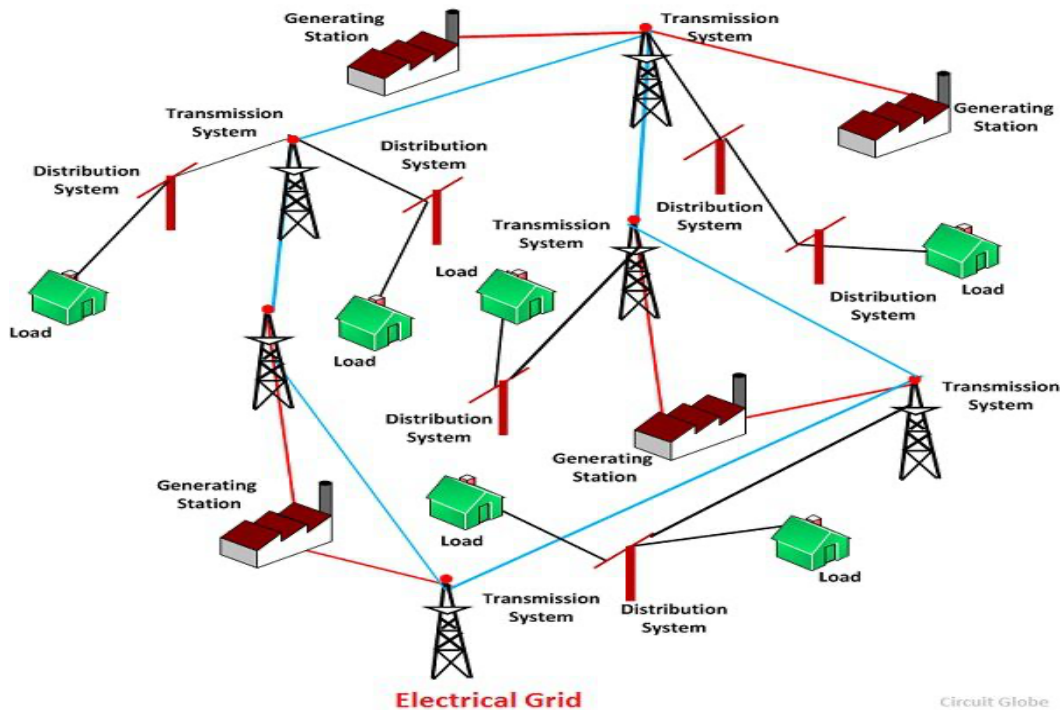 Generating
Station
Transmission
System
Generating
Station
Transmission
System
Distribution
System
Distribution
System
Distribution
System
Transmission
System
Load
Load
Load
Load
Distribution
System
Load
Transmission
System
Distribution
System
Generating
Station
Generating
Station
Load
Load
Transmission
System
Distribution
System
Electrical Grid
Circuit Globe